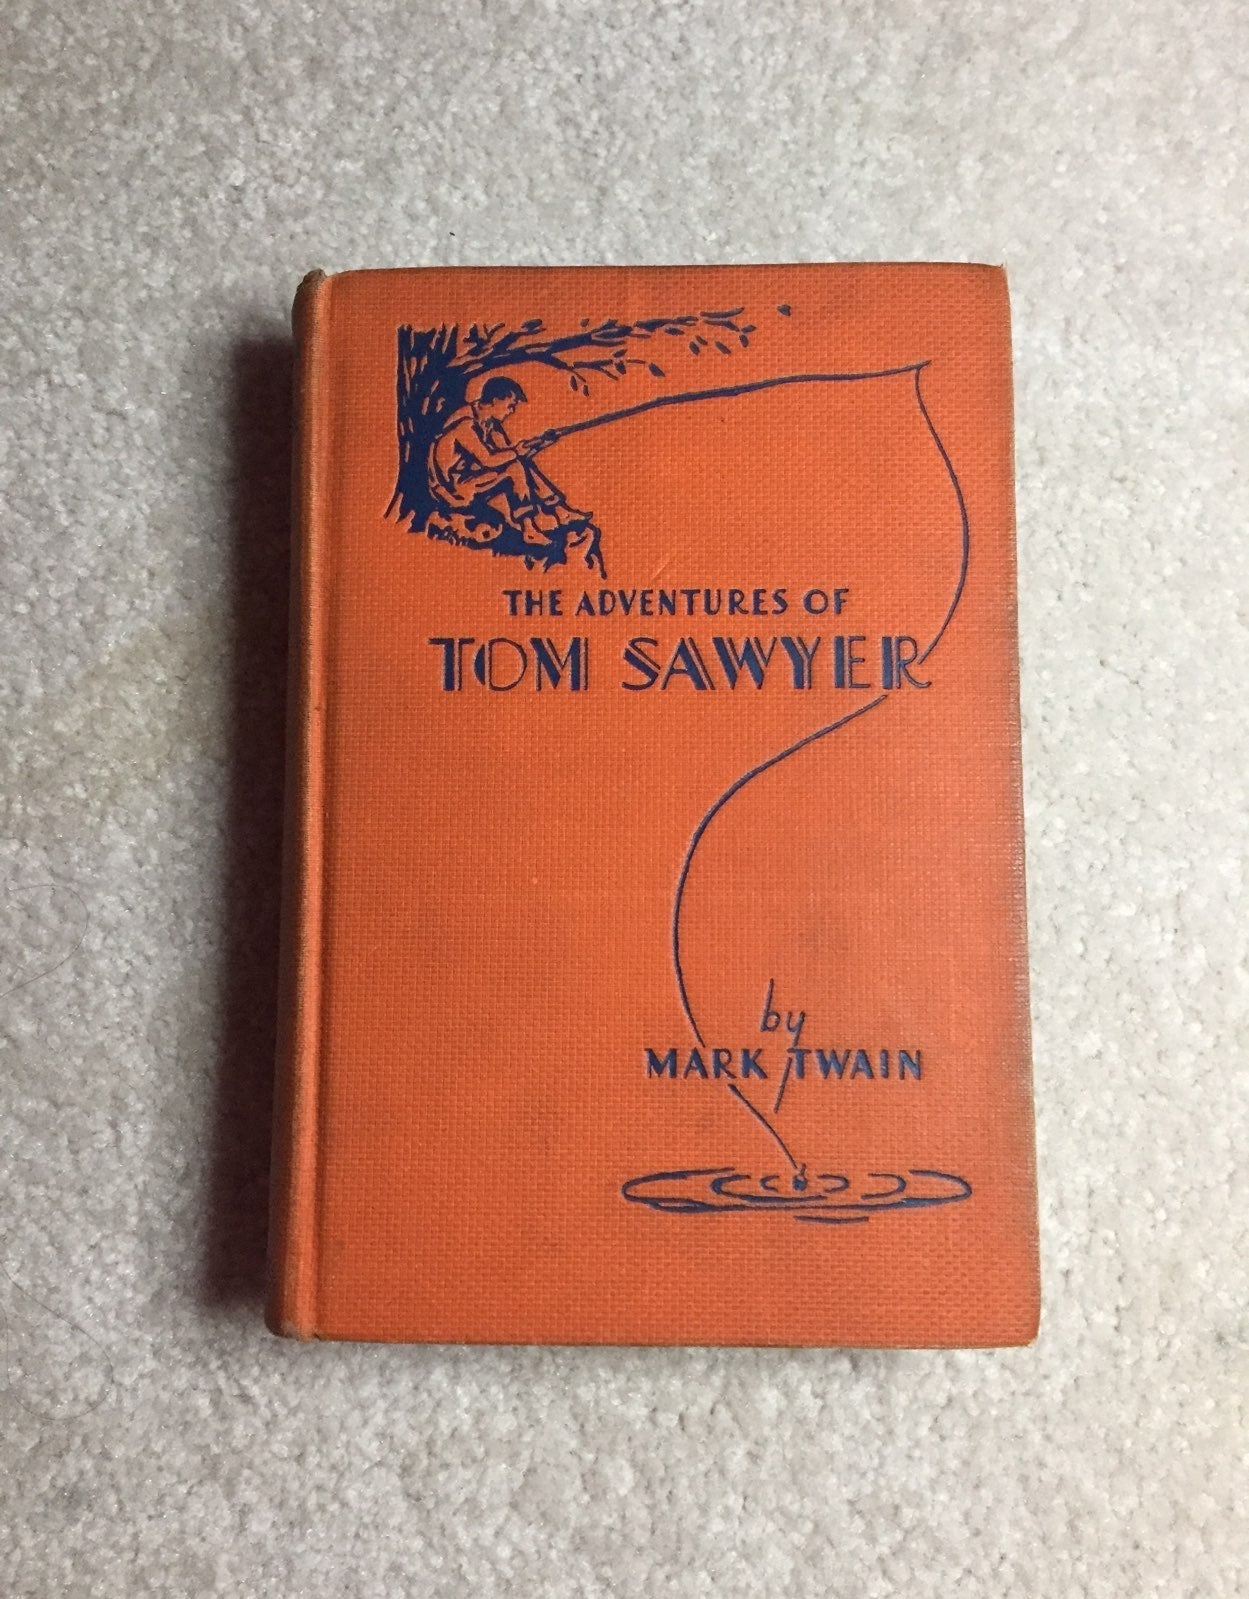 THE ADVENTURES OF
TOM SAWYER
by
MARK TWAIN